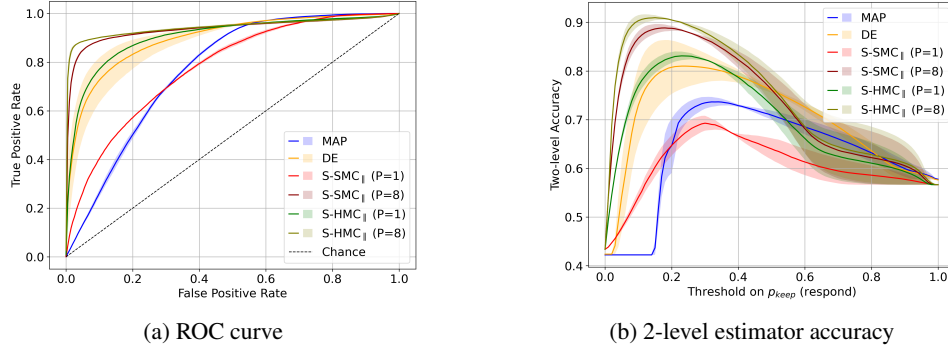 1.0
0.8
0.6
0.4
0.2
0.0
True Positive Rate
0.0 0.2 0.4 0.6 0.8 1.0
False Positive Rate
MAP
DE
S-SMC∥ (P=1)
S-SMC∥ (P=8)
S-HMC∥ (P=1)
S-HMC∥ (P=8)
Chance
(a) ROC curve
0.9
0.8
0.7
0.6
0.5
0.4
Two-level Accuracy
0.0 0.2 0.4 0.6 0.8 1.0
Threshold on pkeep (respond)
MAP
DE
S-SMC∥ (P=1)
S-SMC∥ (P=8)
S-HMC∥ (P=1)
S-HMC∥ (P=8)
(b) 2-level estimator accuracy